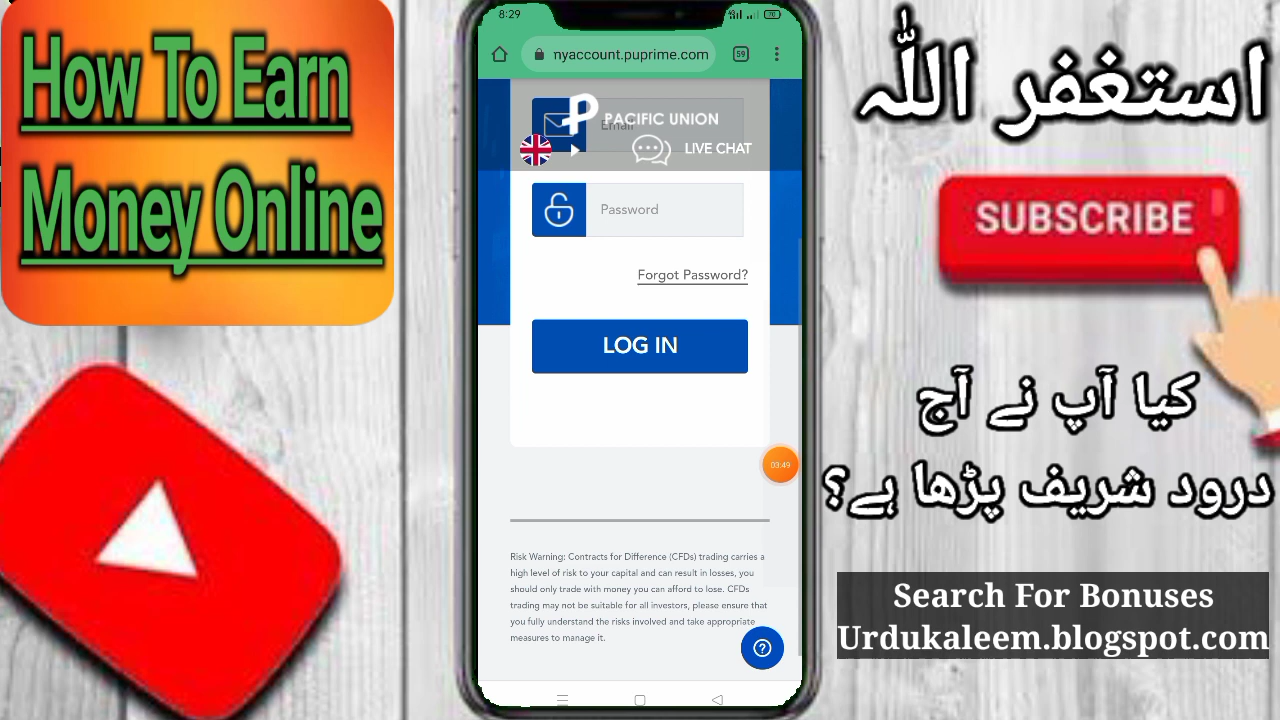 How To Earn
Money Online
8:29
myaccount.puprime.com
59
Email
PACIFIC UNION
LIVE CHAT
Password
Forgot Password?
LOG IN
03:49
Risk Warning: Contracts for Difference (CFDs) trading carries a
high level of risk to your capital and can result in losses, you
should only trade with money you can afford to lose. CFDs
trading may not be suitable for all investors, please ensure that
you fully understand the risks involved and take appropriate
measures to manage it.
استغفر اللہ
SUBSCRIBE
کیا آپ نے آج
درود شریف پڑھا ہے؟
Search For Bonuses
Urdukaleem.blogspot.com